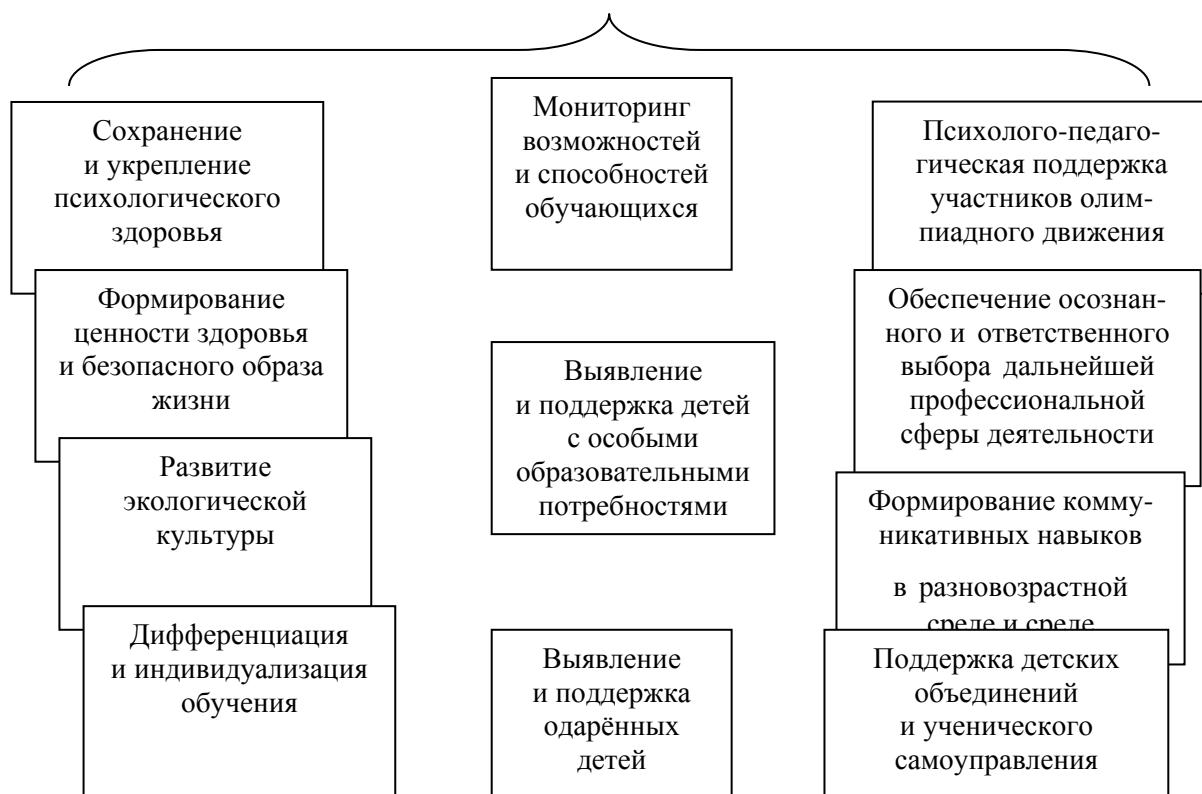 Сохранение
и укрепление
психологического
здоровья
Формирование
ценности здоровья
и безопасного образа
жизни
Развитие
экологической
культуры
Дифференциация
и индивидуализация
обучения
Мониторинг
возможностей
и способностей
обучающихся
Выявление
и поддержка детей
с особыми
образовательными
потребностями
Выявление
и поддержка
одарённых
детей
Психолого-педаго-
гическая поддержка
участников олим-
пиадного движения
Обеспечение осознан-
ного и ответственного
выбора дальнейшей
профессиональной
сферы деятельности
Формирование комму-
никативных навыков
в разновозрастной
среде и среде
Поддержка детских
объединений
и ученического
самоуправления